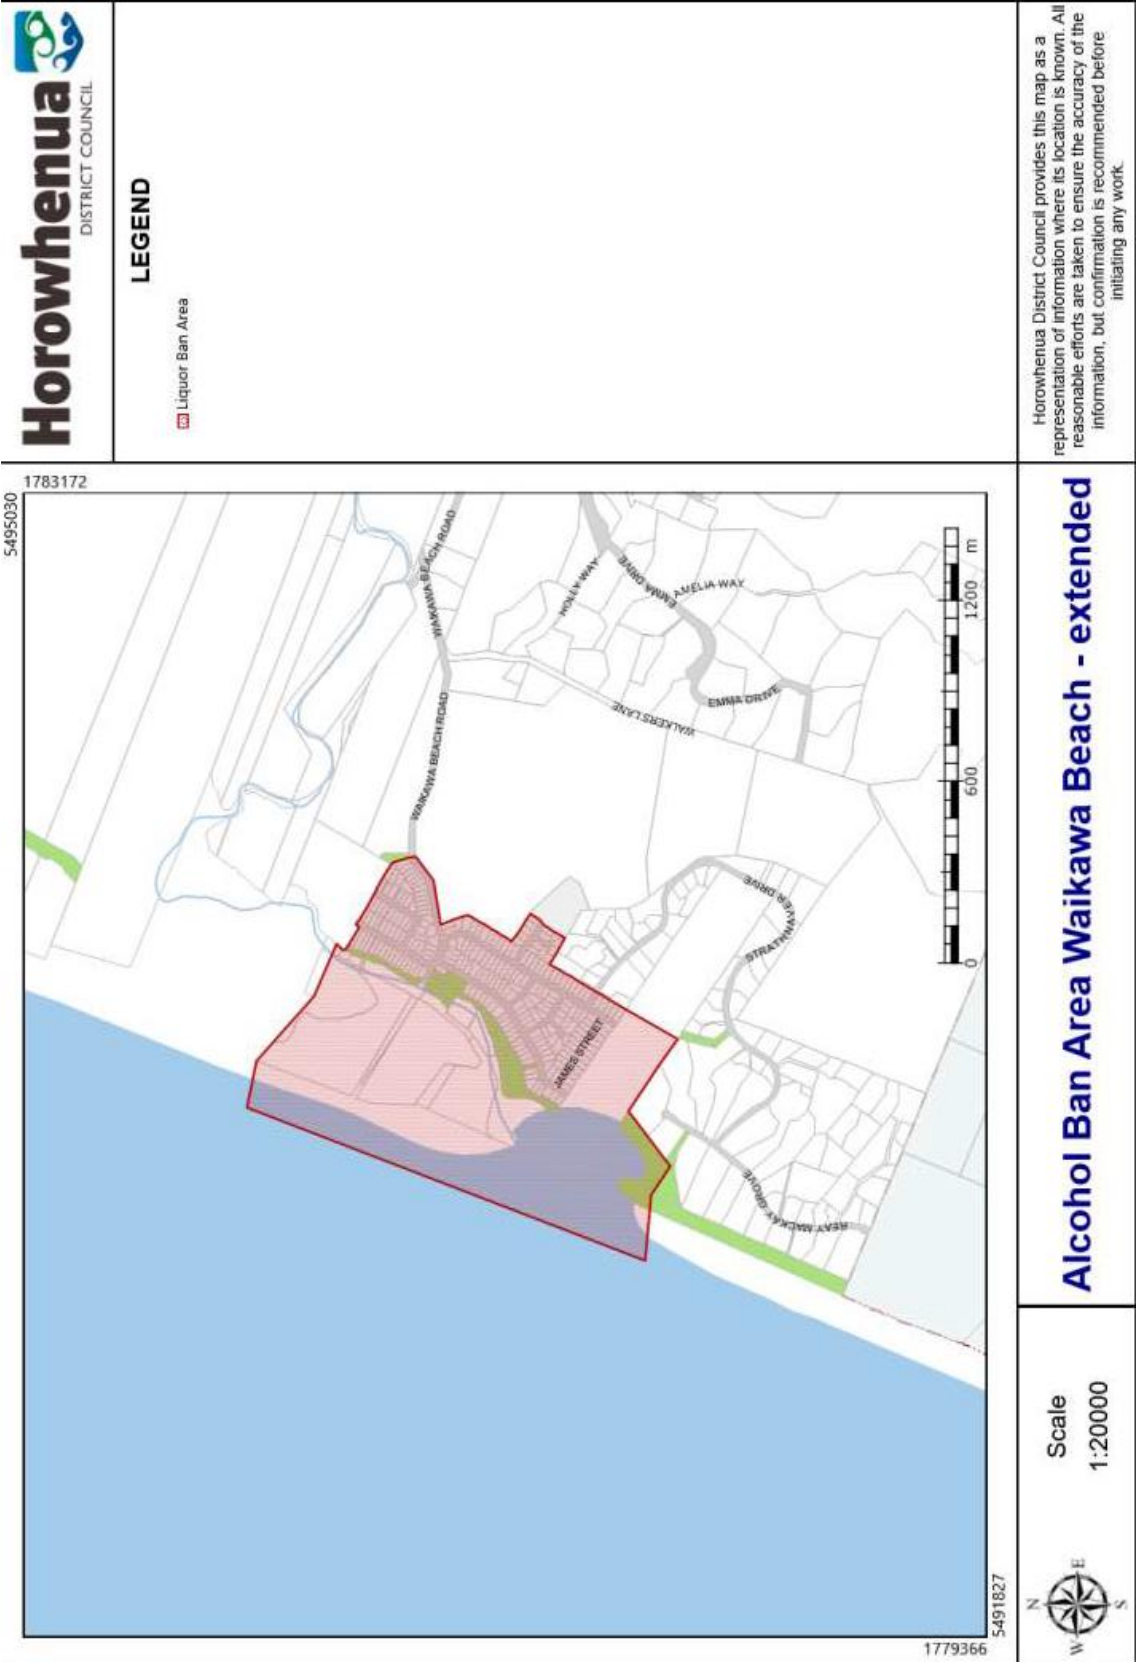 Horowhenua
DISTRICT COUNCIL
LEGEND
Liquor Ban Area
5495030
1783172
WAIKAWA BEACH ROAD
WAIKAWA BEACH ROAD
HOLLY WAY
EMMA DRIVE
AMELIA WAY
EMMA DRIVE
WALKERS LANE
STRATHNAVER DRIVE
JAMES STREET
REAY MACKAY GROVE
0 600 1200 m
5491827
1779366
N
W E
S
Scale
1:20000
Alcohol Ban Area Waikawa Beach - extended
Horowhenua District Council provides this map as a
representation of information where its location is known. All
reasonable efforts are taken to ensure the accuracy of the
information, but confirmation is recommended before
initiating any work.